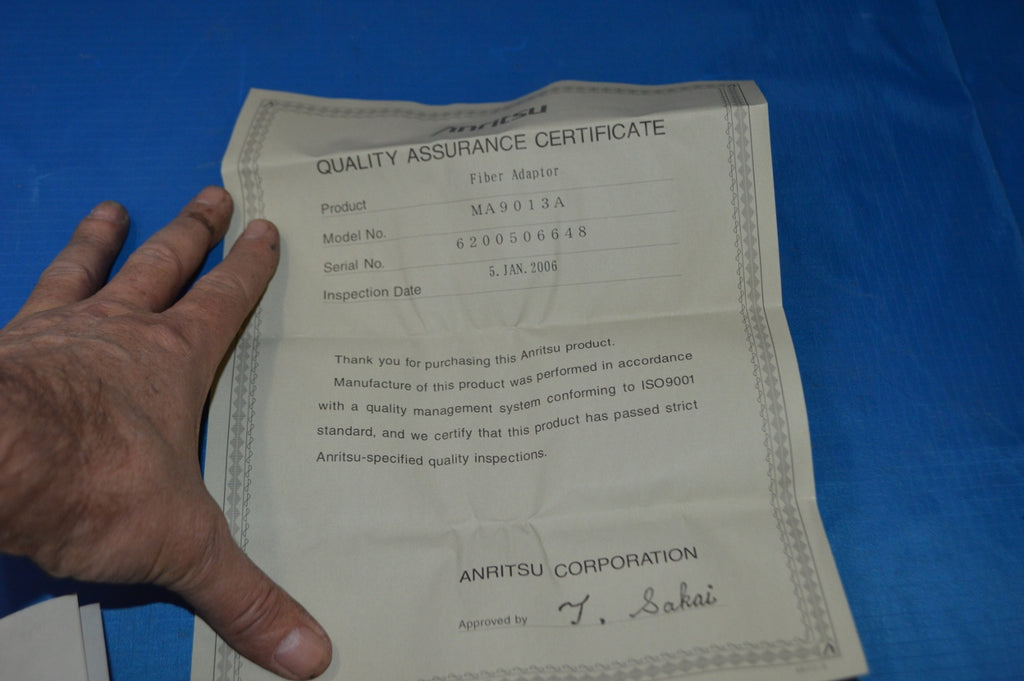 Anritsu
QUALITY ASSURANCE CERTIFICATE
Product Fiber Adaptor
Model No. MA9013A
Serial No. 6200506648
Inspection Date 5. JAN. 2006
Thank you for purchasing this Anritsu product.
Manufacture of this product was performed in accordance
with a quality management system conforming to ISO9001
standard, and we certify that this product has passed strict
Anritsu-specified quality inspections.
ANRITSU CORPORATION
Approved by T. Sakai